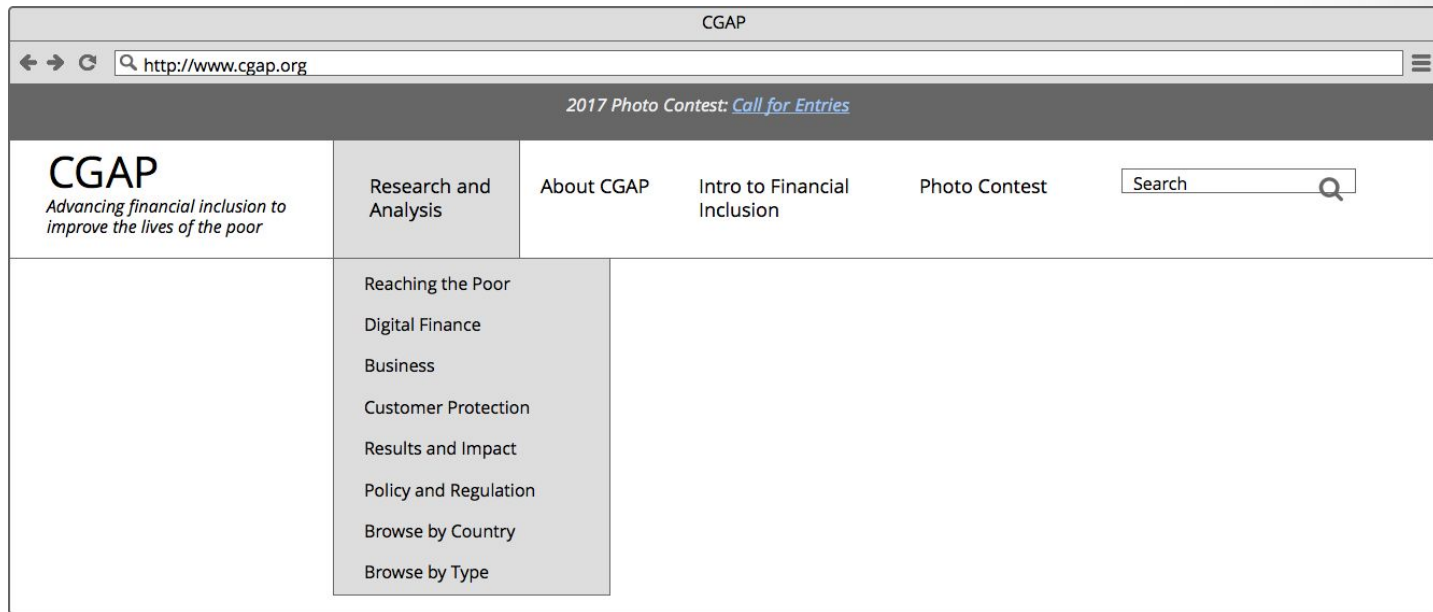 CGAP
http://www.cgap.org
2017 Photo Contest: Call for Entries
CGAP
Advancing financial inclusion to
improve the lives of the poor
Research and
Analysis
About CGAP
Intro to Financial
Inclusion
Photo Contest
Search
Reaching the Poor
Digital Finance
Business
Customer Protection
Results and Impact
Policy and Regulation
Browse by Country
Browse by Type